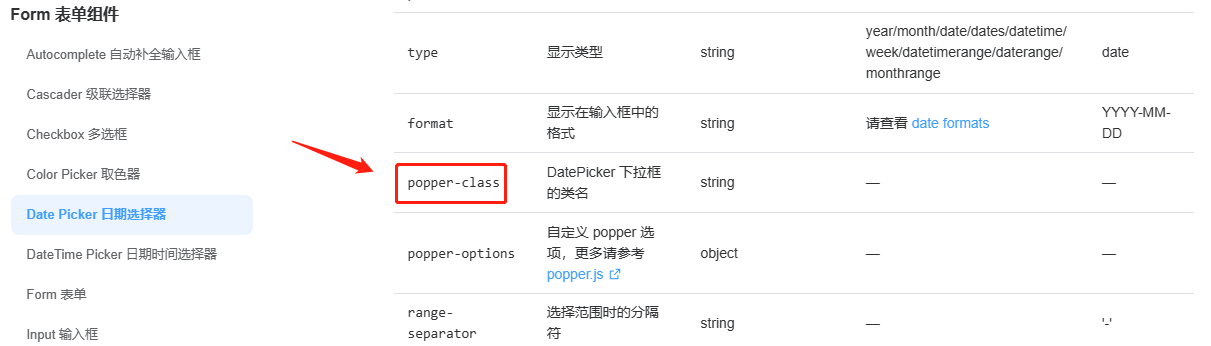 Form 表单组件
Autocomplete 自动补全输入框
Cascader 级联选择器
Checkbox 多选框
Color Picker 取色器
Date Picker 日期选择器
DateTime Picker 日期时间选择器
Form 表单
Input 输入框
type 显示类型 string year/month/date/dates/datetime/ date
week/datetimerange/daterange/
monthrange
format 显示在输入框中的 string 请查看 date formats YYYY-MM-
格式 DD
popper-class DatePicker 下拉框 string — —
的类名
popper-options 自定义 popper 选 object — —
项，更多请参考
popper.js
range- 选择范围时的分隔 string — '-'
separator 符